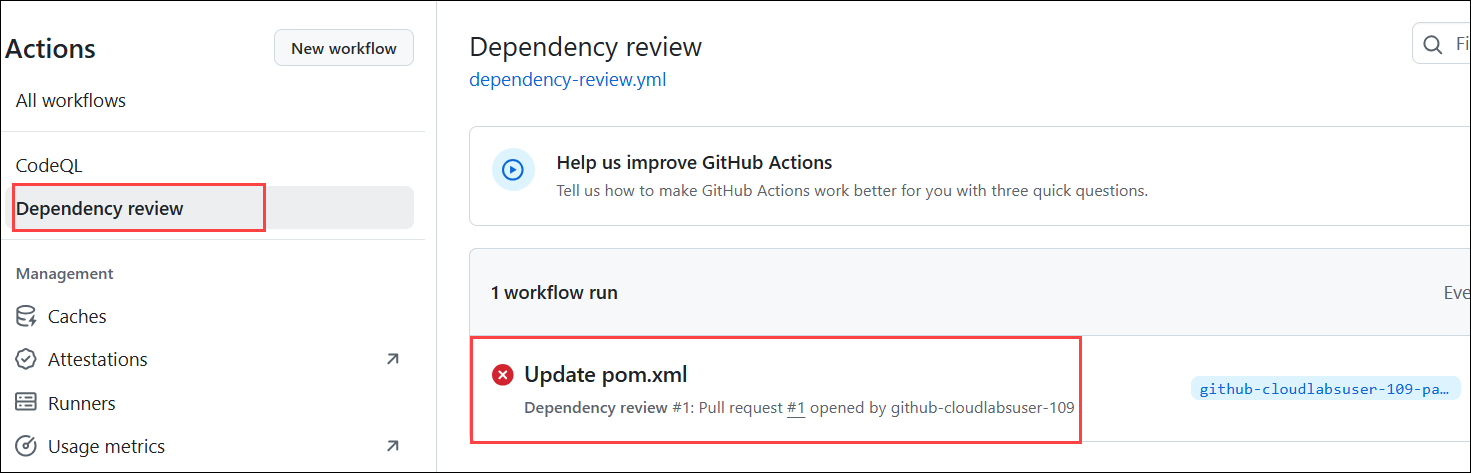 Actions
New workflow
All workflows
CodeQL
Dependency review
Management
Caches
Attestations
Runners
Usage metrics
Dependency review
dependency-review.yml
Fi
Help us improve GitHub Actions
Tell us how to make GitHub Actions work better for you with three quick questions.
1 workflow run
Eve
Update pom.xml
Dependency review #1: Pull request #1 opened by github-cloudlabsuser-109
github-cloudlabsuser-109-pa…